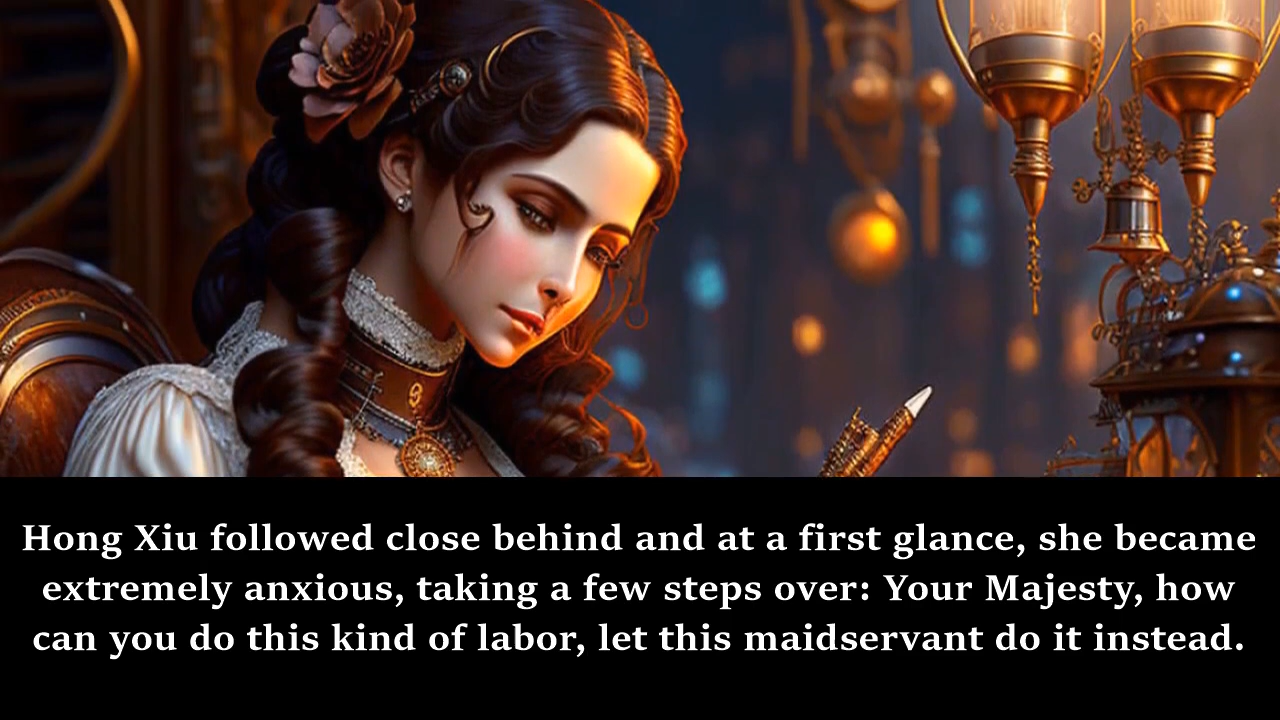 Hong Xiu followed close behind and at a first glance, she became
extremely anxious, taking a few steps over: Your Majesty, how
can you do this kind of labor, let this maidservant do it instead.